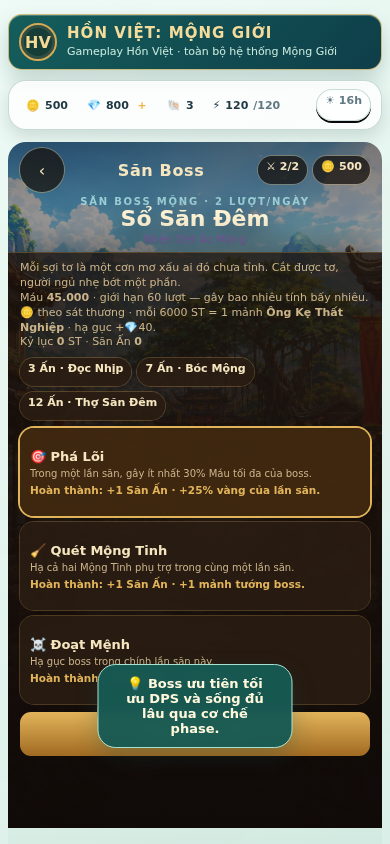 HV
HỒN VIỆT: MỘNG GIỚI
Gameplay Hồn Việt · toàn bộ hệ thống Mộng Giới
500 800 + 3 ⚡ 120 /120 ☀ 16h
‹ Săn Boss ⚔ 2/2 500
SĂN BOSS MỘNG · 2 LƯỢT/NGÀY
Sổ Săn Đêm
Mỗi sợi tơ là một cơn mơ xấu ai đó chưa tỉnh. Cắt được tơ,
người ngủ nhẹ bớt một phần.
Máu 45.000 · giới hạn 60 lượt — gây bao nhiêu tính bấy nhiêu.
🪙 theo sát thương · mỗi 6000 ST = 1 mảnh Ông Kẹ Thất
Nghiệp · hạ gục +💎40.
Kỷ lục 0 ST · Săn Ấn 0
3 Ấn · Đọc Nhịp 7 Ấn · Bóc Mộng
12 Ấn · Thợ Săn Đêm
🎯 Phá Lõi
Trong một lần săn, gây ít nhất 30% Máu tối đa của boss.
Hoàn thành: +1 Săn Ấn · +25% vàng của lần săn.
🧹 Quét Mộng Tinh
Hạ cả hai Mộng Tinh phụ trợ trong cùng một lần săn.
Hoàn thành: +1 Săn Ấn · +1 mảnh tướng boss.
☠️ Đoạt Mệnh
Hạ gục boss trong chính lần săn này.
Hoàn thành
💡 Boss ưu tiên tối
ưu DPS và sống đủ
lâu qua cơ chế
phase.